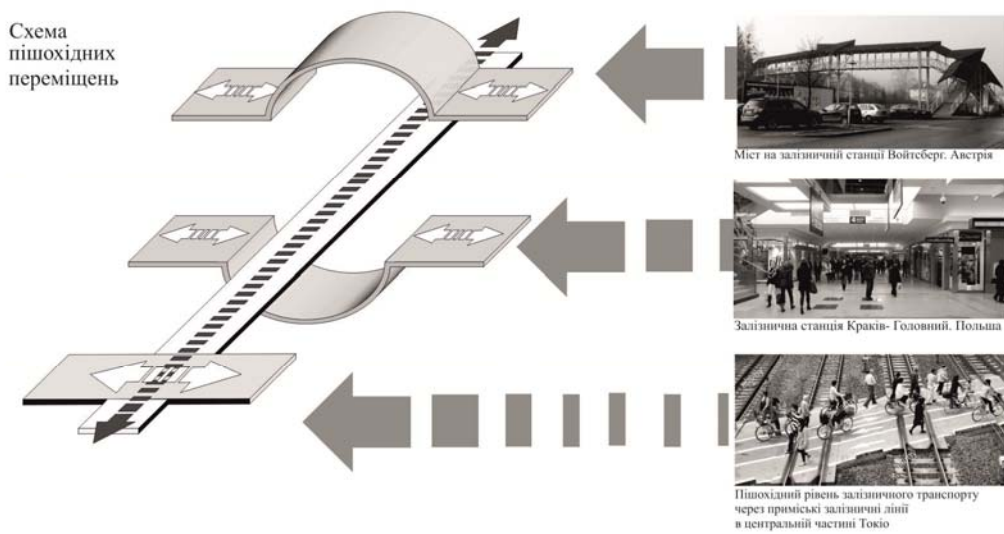 Схема
пішохідних
переміщень
Міст на залізничній станції Войтсберг. Австрія
Залізнична станція Краків- Головний. Польша
Пішохідний рівень залізничного транспорту
через приміські залізничні лінії
в центральній частині Токіо